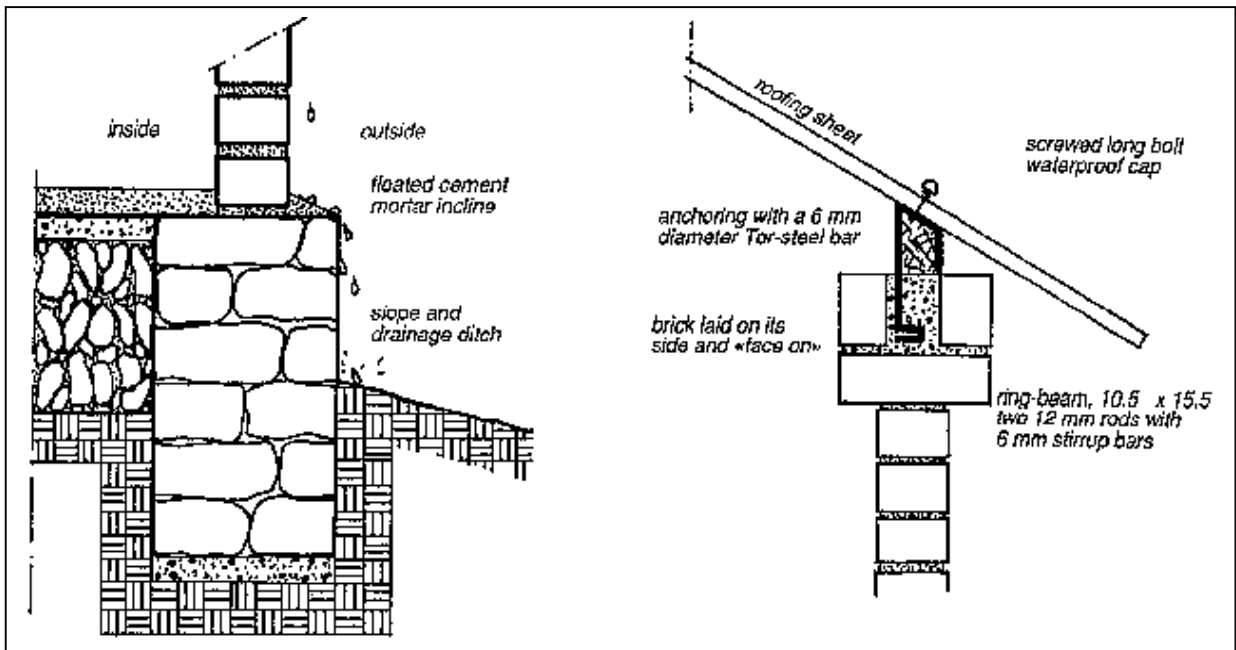 inside
outside
floated cement
mortar incline
slope and
drainage ditch
roofing sheet
screwed long bolt
waterproof cap
anchoring with a 6 mm
diameter Tor-steel bar
brick laid on its
side and «face on»
ring-beam, 10.5 x 15.5
two 12 mm rods with
6 mm stirrup bars